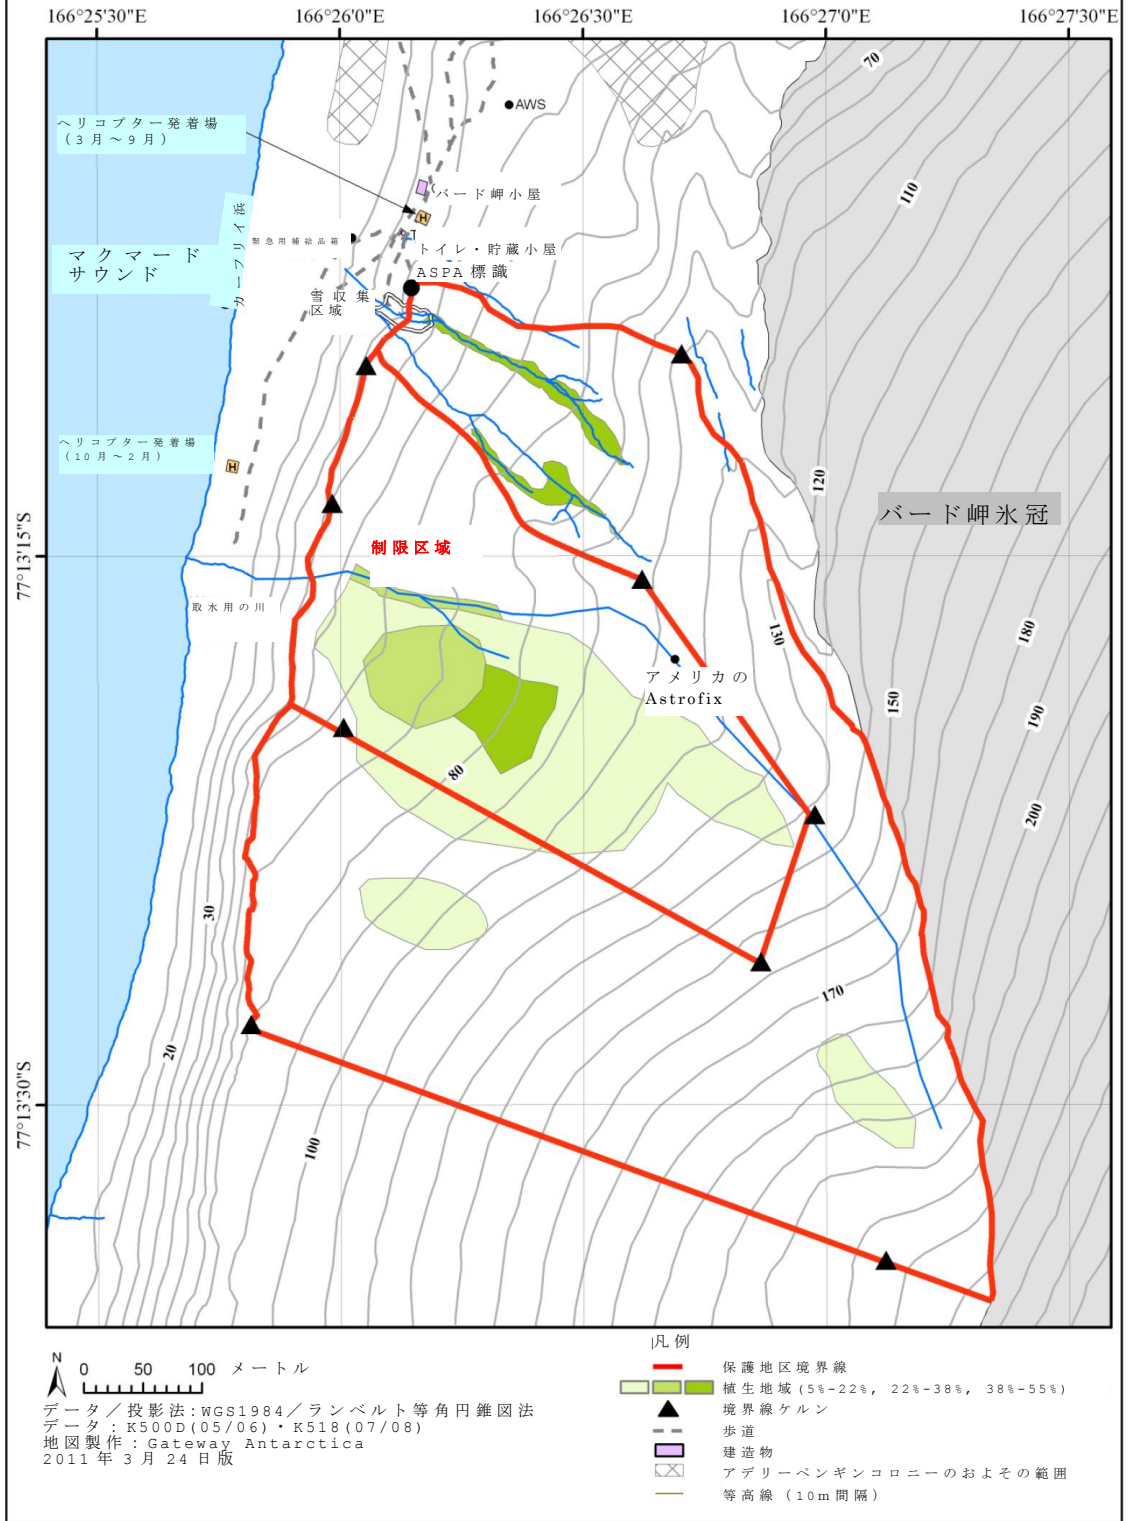 166°25'30"E
166°26'0"E
166°26'30"E
166°27'0"E
166°27'30"E
70
AWS
ヘリコプター発着場
(3月～9月)
110
バード岬小屋
H
カーフリイ浜
緊急用補給品箱
トイレ・貯蔵小屋
マクマード
サウンド
ASPA 標識
雪収集
区域
ヘリコプター発着場
(10月～2月)
H
120
バード岬氷冠
制限区域
77°13'15"S
取水用の川
130
180
アメリカの
Astrofix
150
190
80
200
30
170
20
77°13'30"S
100
凡例
N
0 50 100 メートル
保護地区境界線
植生地域(5%-22%, 22%-38%, 38%-55%)
データ／投影法:WGS1984／ランベルト等角円錐図法
境界線ケルン
データ：K500D(05/06)・K518(07/08)
歩道
地図製作：Gateway Antarctica
建造物
2011年3月24日版
アデリーペンギンコロニーのおよその範囲
等高線（10m間隔）